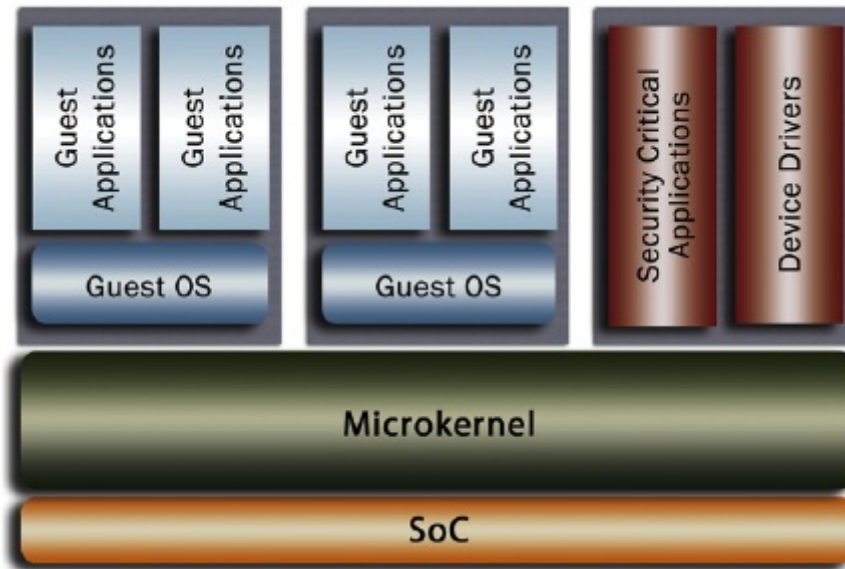 Guest
Applications
Guest
Applications
Guest OS
Guest
Applications
Guest
Applications
Guest OS
Security Critical
Applications
Device Drivers
Microkernel
SoC